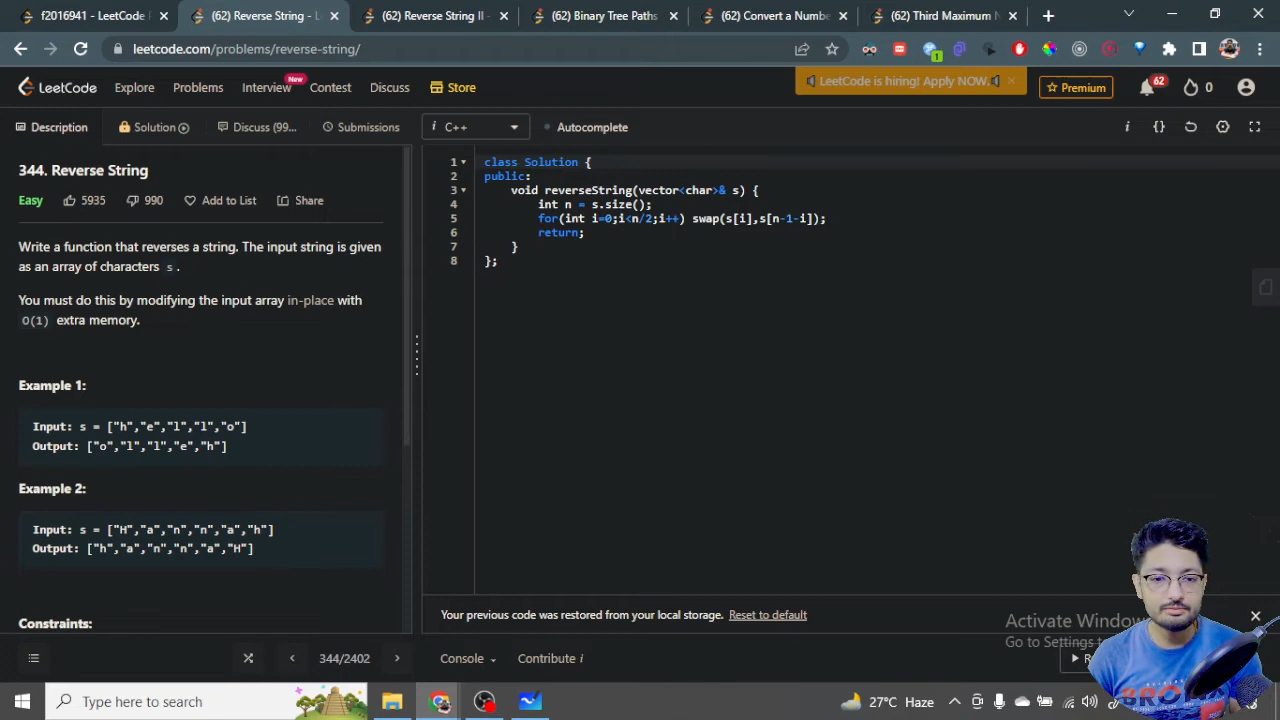 f2016941 - LeetCode
(62) Reverse String - L
(62) Reverse String II -
(62) Binary Tree Paths
(62) Convert a Numbe
(62) Third Maximum N
leetcode.com/problems/reverse-string/
1
LeetCode
Explore
Problems
Interview
New
Contest
Discuss
Store
LeetCode is hiring! Apply NOW.
Premium
62
0
Description
Solution
Discuss (99...
Submissions
i C++
Autocomplete
i
{}
344. Reverse String
Easy
5935
990
Add to List
Share
Write a function that reverses a string. The input string is given
as an array of characters s .
You must do this by modifying the input array in-place with
O(1) extra memory.
Example 1:
Input: s = ["h","e","l","l","o"]
Output: ["o","l","l","e","h"]
Example 2:
Input: s = ["H","a","n","n","a","h"]
Output: ["h","a","n","n","a","H"]
Constraints:
1 class Solution {
2 public:
3 void reverseString(vector<char>& s) {
4 int n = s.size();
5 for(int i=0;i<n/2;i++) swap(s[i],s[n-1-i]);
6 return;
7 }
8 };
Your previous code was restored from your local storage. Reset to default
Activate Window
Go to Settings
344/2402
Console
Contribute i
BRO
Type here to search
27°C Haze